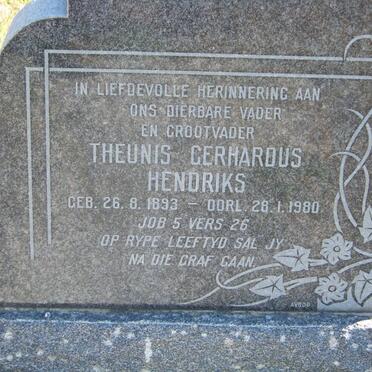 IN LIEFDEVOLLE HERINNERING AAN
ONS DIERBARE VADER
EN GROOTVADER
THEUNIS GERHARDUS
HENDRIKS
GEB. 26. 8. 1893 – OORL. 28. 1. 1980
JOB 5 VERS 26
OP RYPE LEEFTYD SAL JY
NA DIE GRAF GAAN